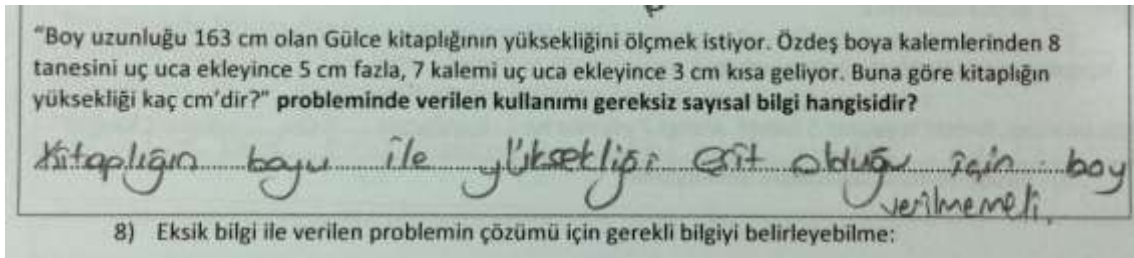 "Boy uzunluğu 163 cm olan Gülce kitaplığının yüksekliğini ölçmek istiyor. Özdeş boya kalemlerinden 8
tanesini uç uca ekleyince 5 cm fazla, 7 kalemi uç uca ekleyince 3 cm kısa geliyor. Buna göre kitaplığın
yüksekliği kaç cm'dir?" probleminde verilen kullanımı gereksiz sayısal bilgi hangisidir?
Kitaplığın boyu ile yüksekliği eşit olduğu için boy
verilmemeli.
8) Eksik bilgi ile verilen problemin çözümü için gerekli bilgiyi belirleyebilme: